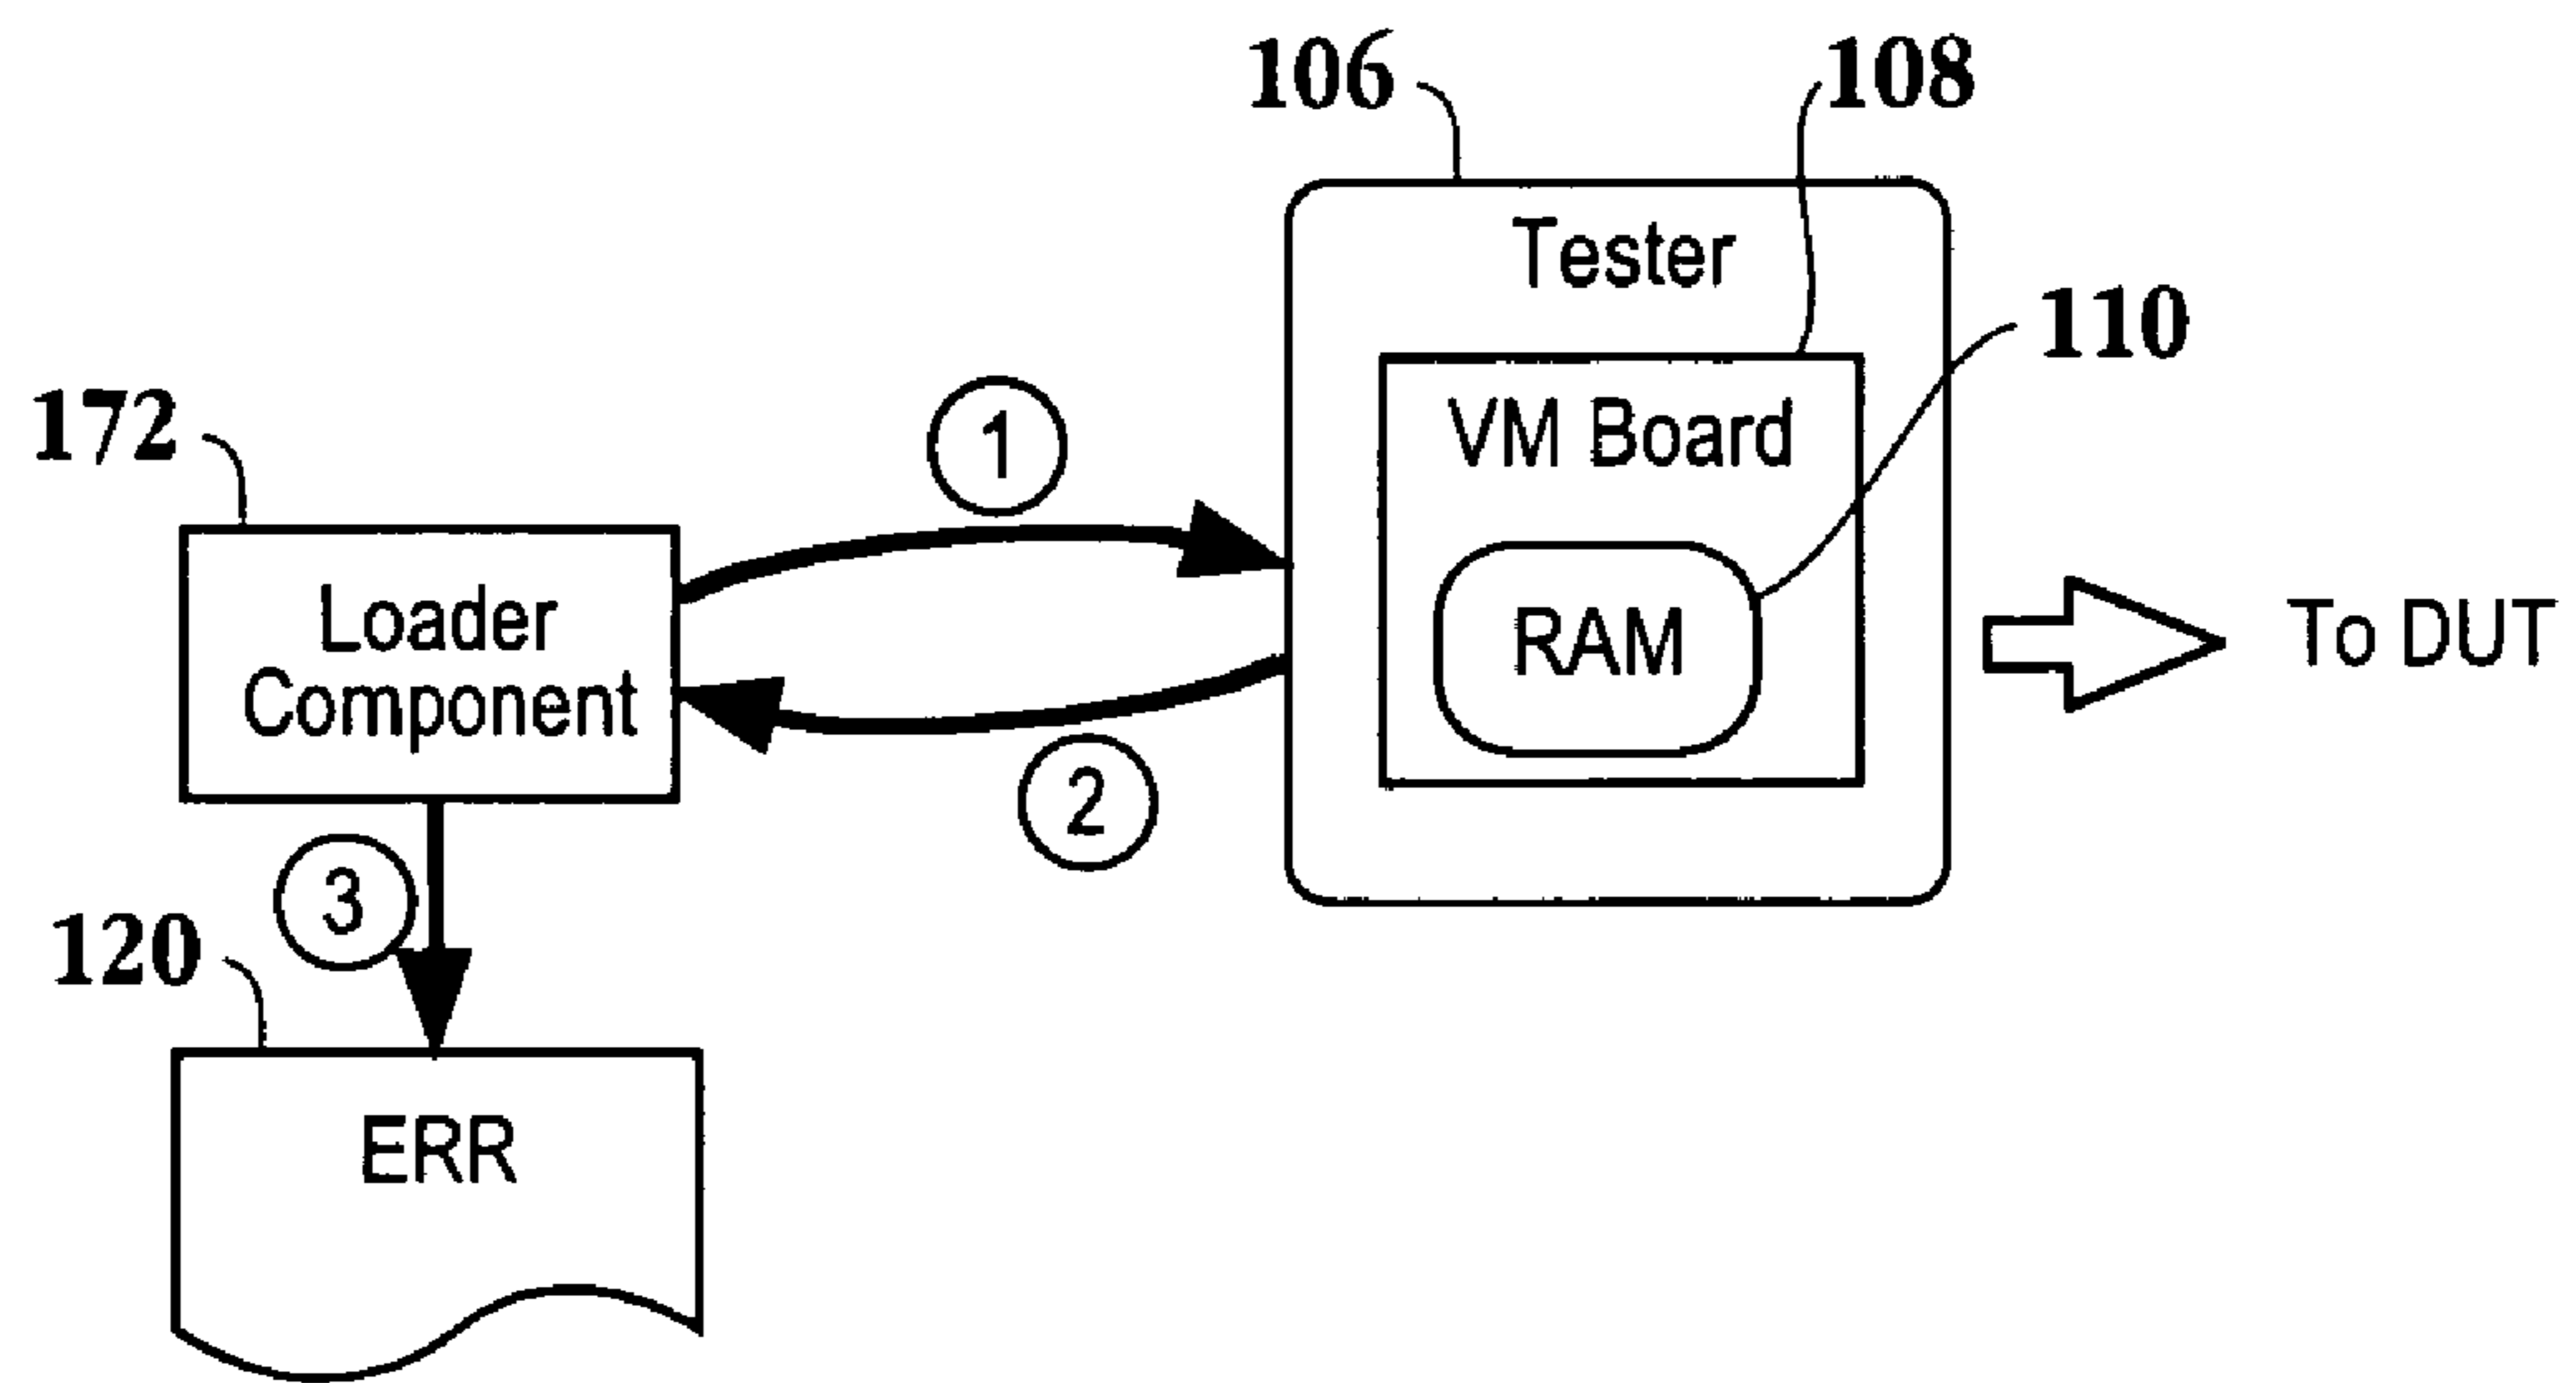 106
108
Tester
110
172
1
VM Board
Loader
Component
RAM
To DUT
2
3
120
ERR